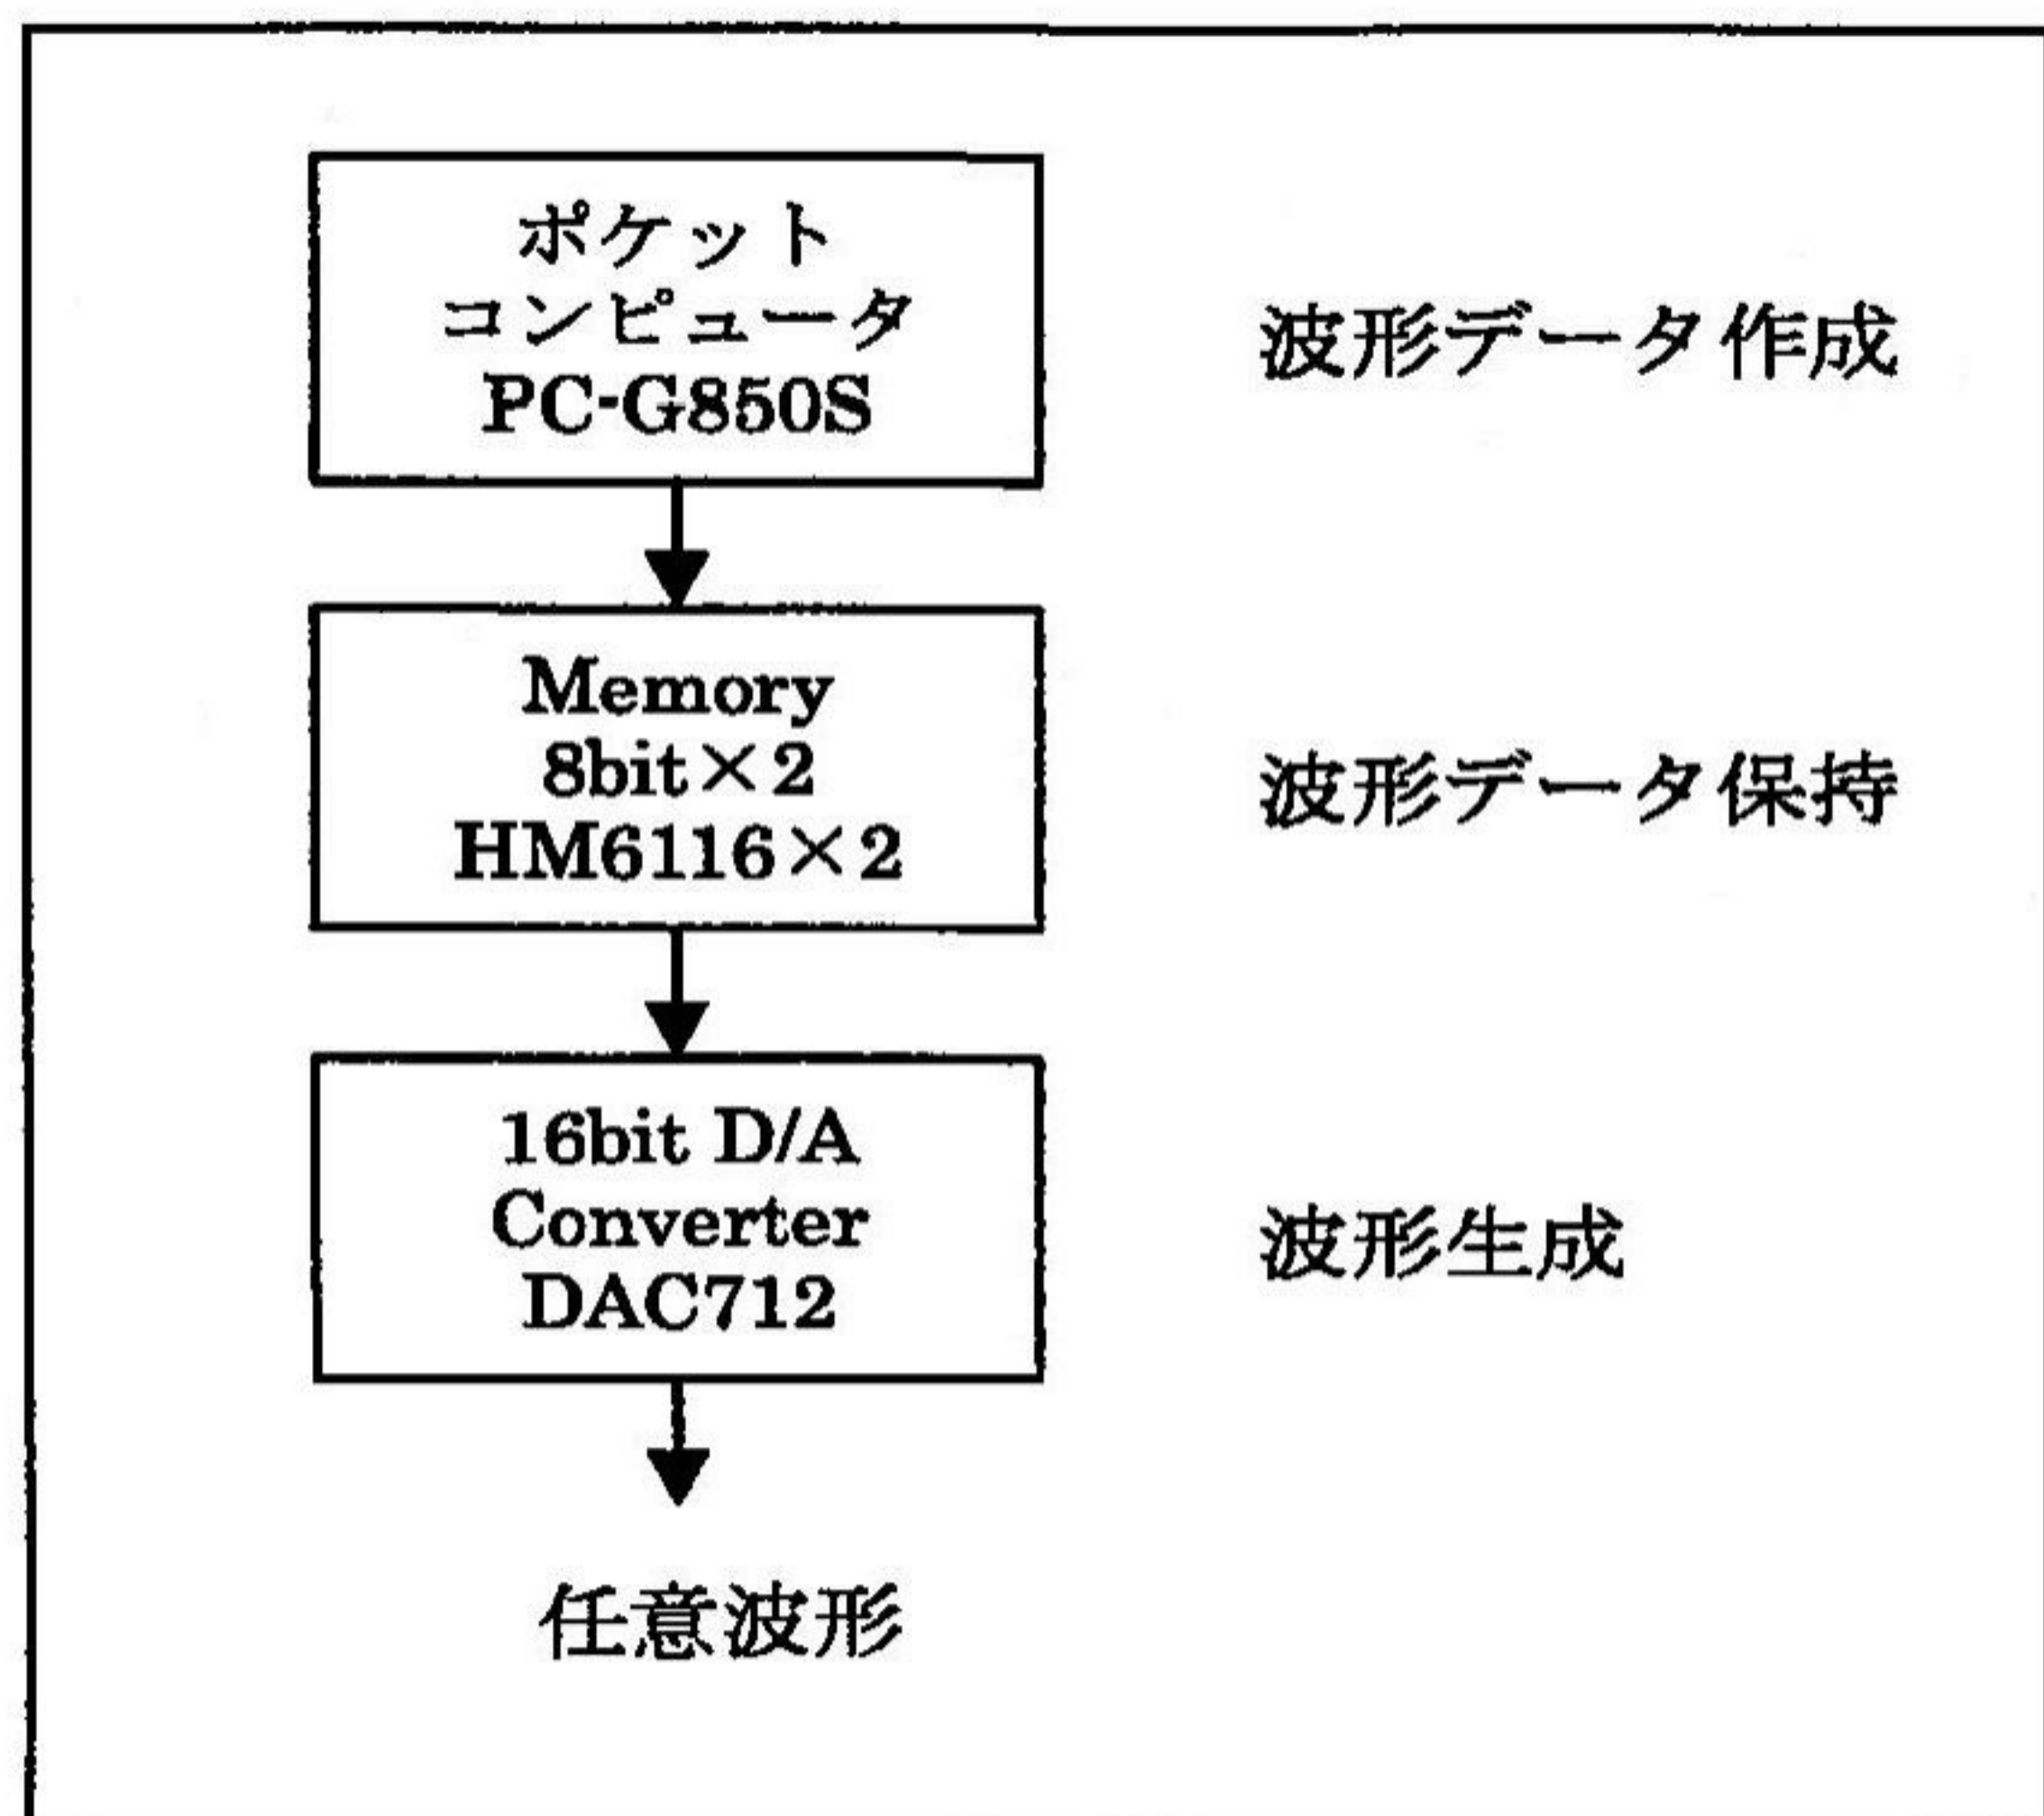 ポケット
コンピュータ
PC-G850S
波形データ作成
Memory
8bit×2
HM6116×2
波形データ保持
16bit D/A
Converter
DAC712
波形生成
任意波形